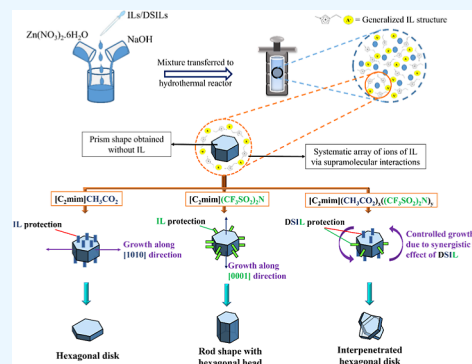 ILs/DSILs
Zn(NO₃)₂.6H₂O
NaOH
Mixture transferred to
hydrothermal reactor
A⁻ = Generalized IL structure
Prism shape obtained
without IL
Systematic array of ions of IL
via supramolecular interactions
[C₂mim]CH₃CO₂
[C₂mim](CF₃SO₂)₂N
[C₂mim](CH₃CO₂)ₓ((CF₃SO₂)₂N)ᵧ
IL protection
Growth along
[1010] direction
IL protection
Growth along
[0001] direction
DSIL protection
Controlled growth
due to synergistic
effect of DSIL
Hexagonal disk
Rod shape with
hexagonal head
Interpenetrated
hexagonal disk